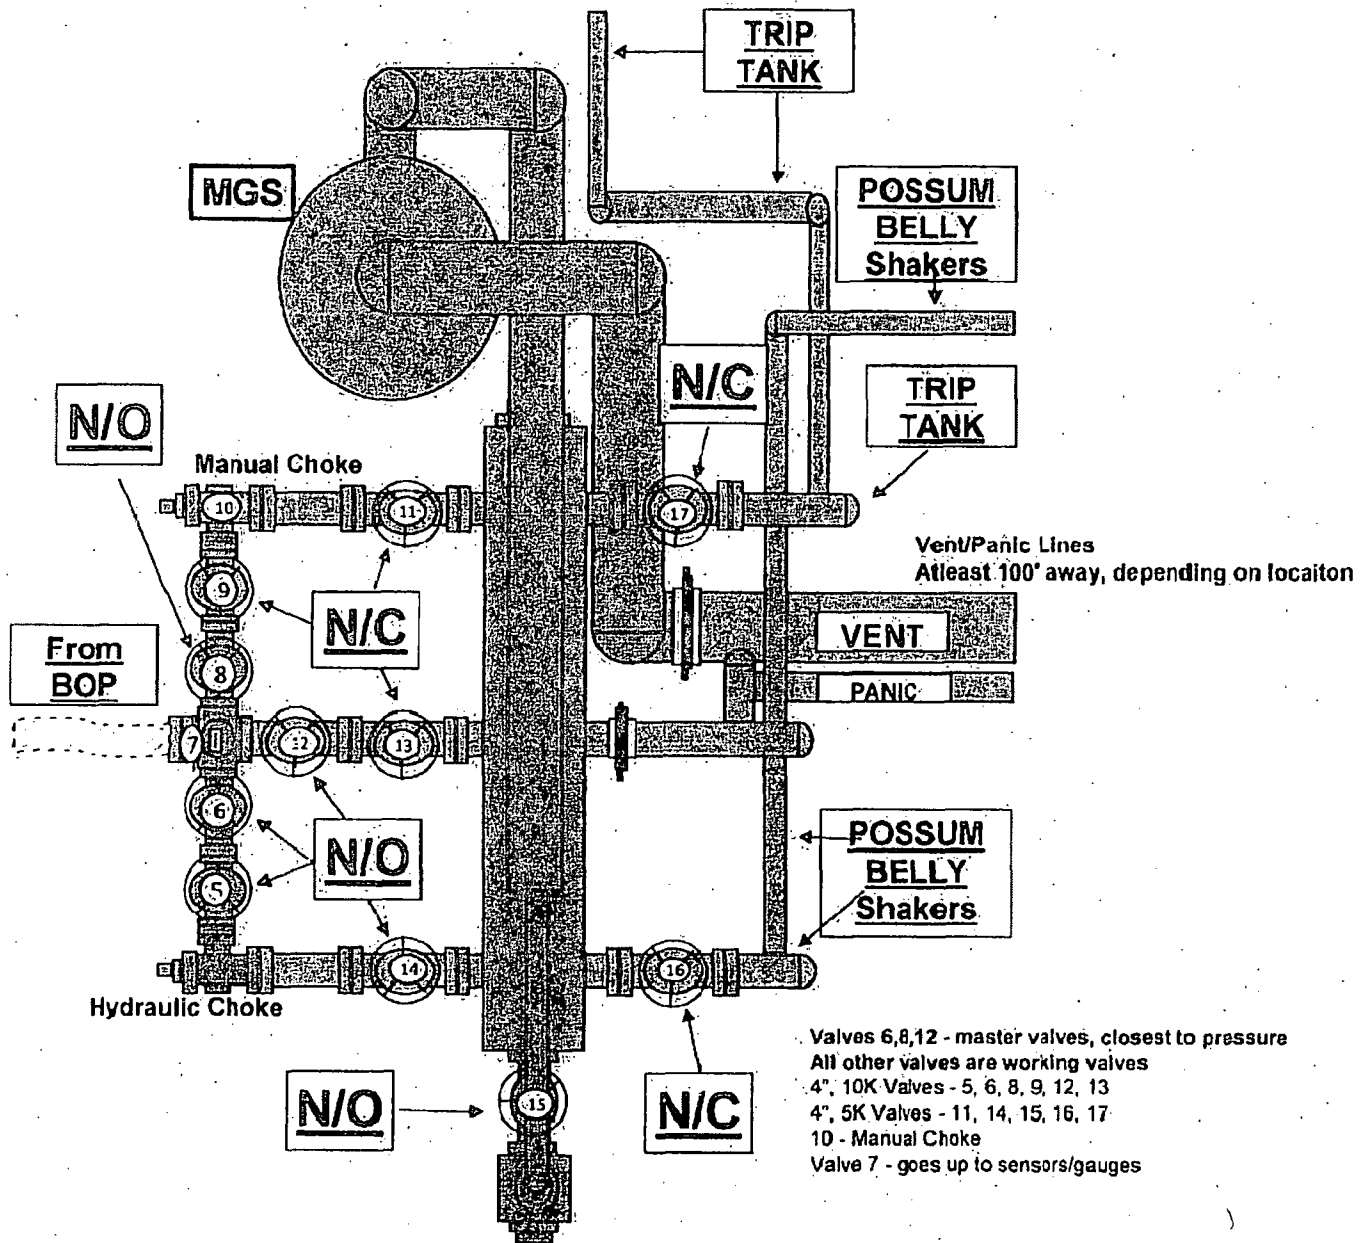 TRIP
TANK
MGS
POSSUM
BELLY
Shakers
N/C
N/O
TRIP
TANK
Manual Choke
10
11
17
Vent/Panic Lines
Atleast 100' away, depending on locaiton
9
N/C
From
BOP
8
VENT
PANIC
7
12
13
6
N/O
POSSUM
BELLY
Shakers
5
14
16
Hydraulic Choke
Valves 6,8,12 - master valves, closest to pressure
All other valves are working valves
4", 10K Valves - 5, 6, 8, 9, 12, 13
4", 5K Valves - 11, 14, 15, 16, 17
10 - Manual Choke
Valve 7 - goes up to sensors/gauges
N/O
15
N/C